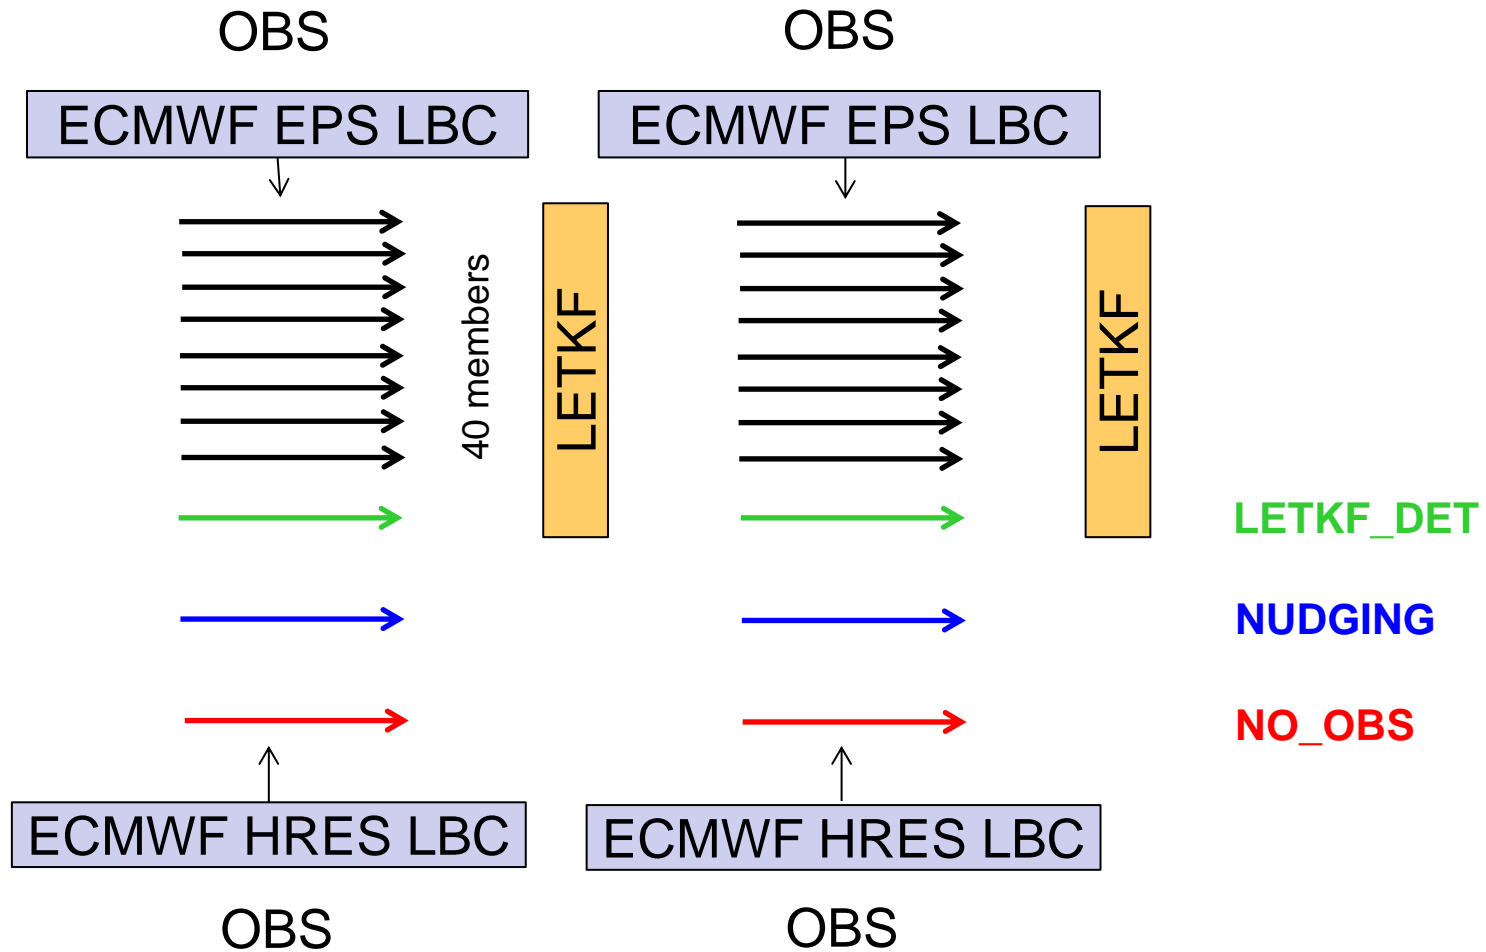 OBS
OBS
ECMWF EPS LBC
ECMWF EPS LBC
40 members
LETKF
LETKF
LETKF_DET
NUDGING
NO_OBS
ECMWF HRES LBC
ECMWF HRES LBC
OBS
OBS